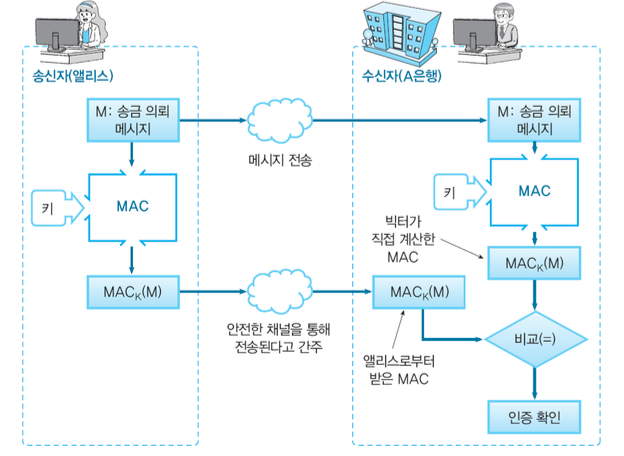 송신자(앨리스)
수신자(A은행)
M: 송금 의뢰
메시지
메시지 전송
M: 송금 의뢰
메시지
키
MAC
키
MAC
빅터가
직접 계산한
MAC
MACK(M)
MACK(M)
MACK(M)
안전한 채널을 통해
전송된다고 간주
비교(=)
앨리스로부터
받은 MAC
인증 확인